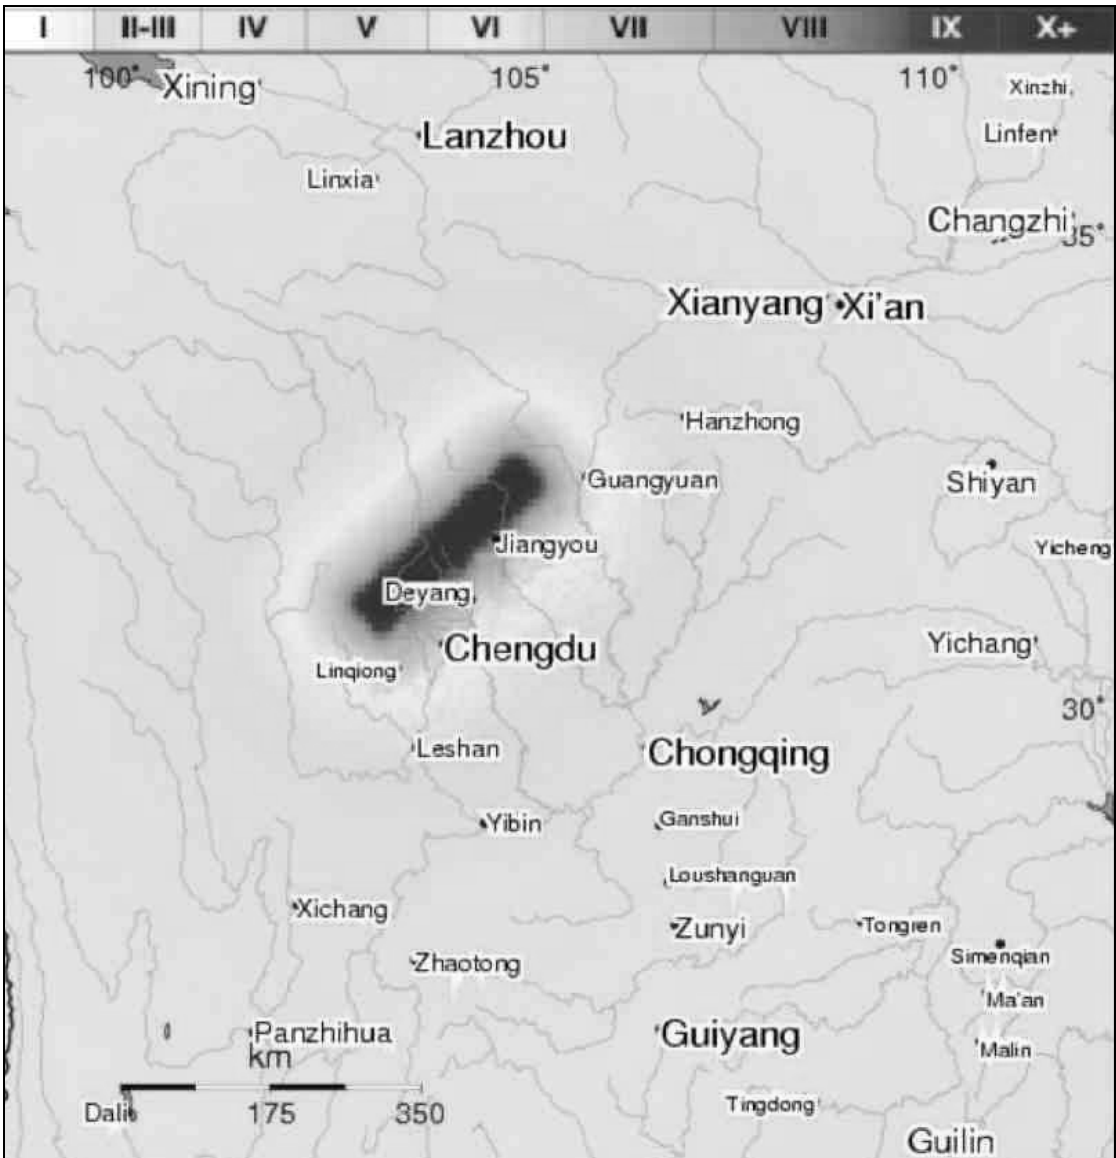 I II-III IV V VI VII VIII IX X+
100° 105° 110°
Xining
Xinzhi
Lanzhou
Linfen
Linxia
Changzhi
35°
Xianyang Xi'an
Hanzhong
Guangyuan
Shiyan
Jiangyou
Yicheng
Deyang
Chengdu
Yichang
Linqiong
30°
Leshan
Chongqing
Yibin
Ganshui
Loushanguan
Xichang
Zunyi
Tongren
Zhaotong
Simenqian
Ma'an
Panzhihua
Guiyang
km
Malin
Dali
175 350
Tingdong
Guilin